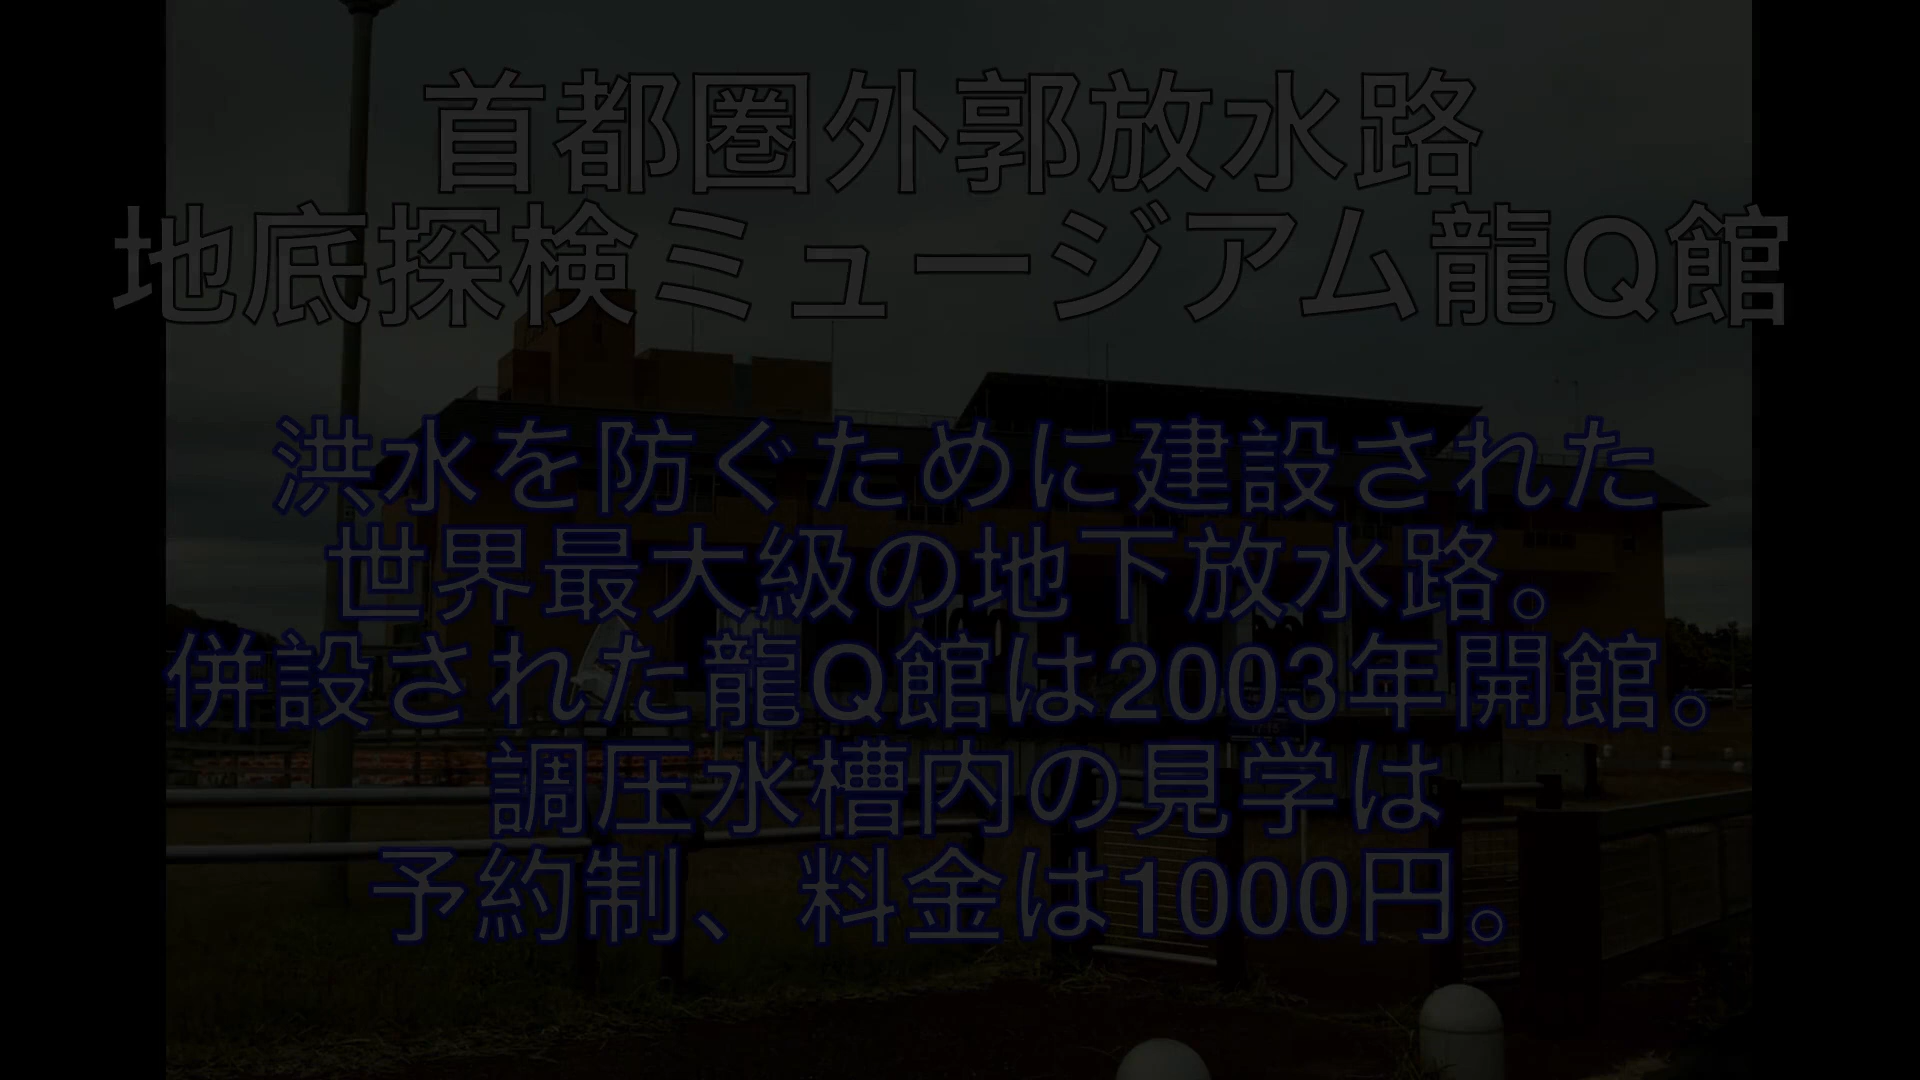 首都圏外郭放水路
地底探検ミュージアム龍Q館
洪水を防ぐために建設された
世界最大級の地下放水路。
併設された龍Q館は2003年開館。
調圧水槽内の見学は
予約制、料金は1000円。